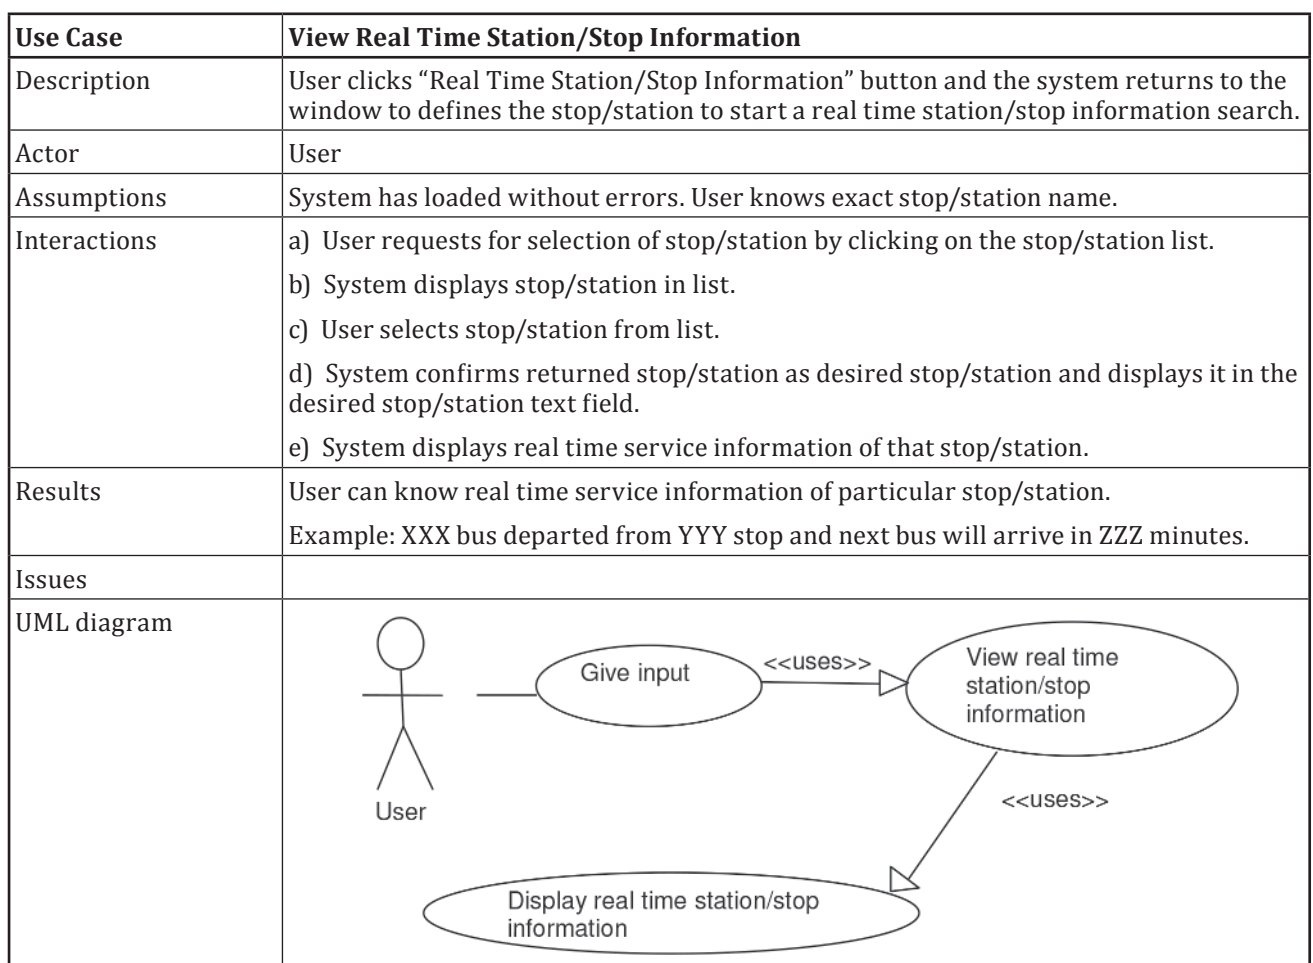 Use Case
View Real Time Station/Stop Information
Description
User clicks “Real Time Station/Stop Information” button and the system returns to the
window to defines the stop/station to start a real time station/stop information search.
Actor
User
Assumptions
System has loaded without errors. User knows exact stop/station name.
Interactions
a) User requests for selection of stop/station by clicking on the stop/station list.
b) System displays stop/station in list.
c) User selects stop/station from list.
d) System confirms returned stop/station as desired stop/station and displays it in the
desired stop/station text field.
e) System displays real time service information of that stop/station.
Results
User can know real time service information of particular stop/station.
Example: XXX bus departed from YYY stop and next bus will arrive in ZZZ minutes.
Issues
UML diagram
User
Give input
<<uses>>
View real time
station/stop
information
<<uses>>
Display real time station/stop
information